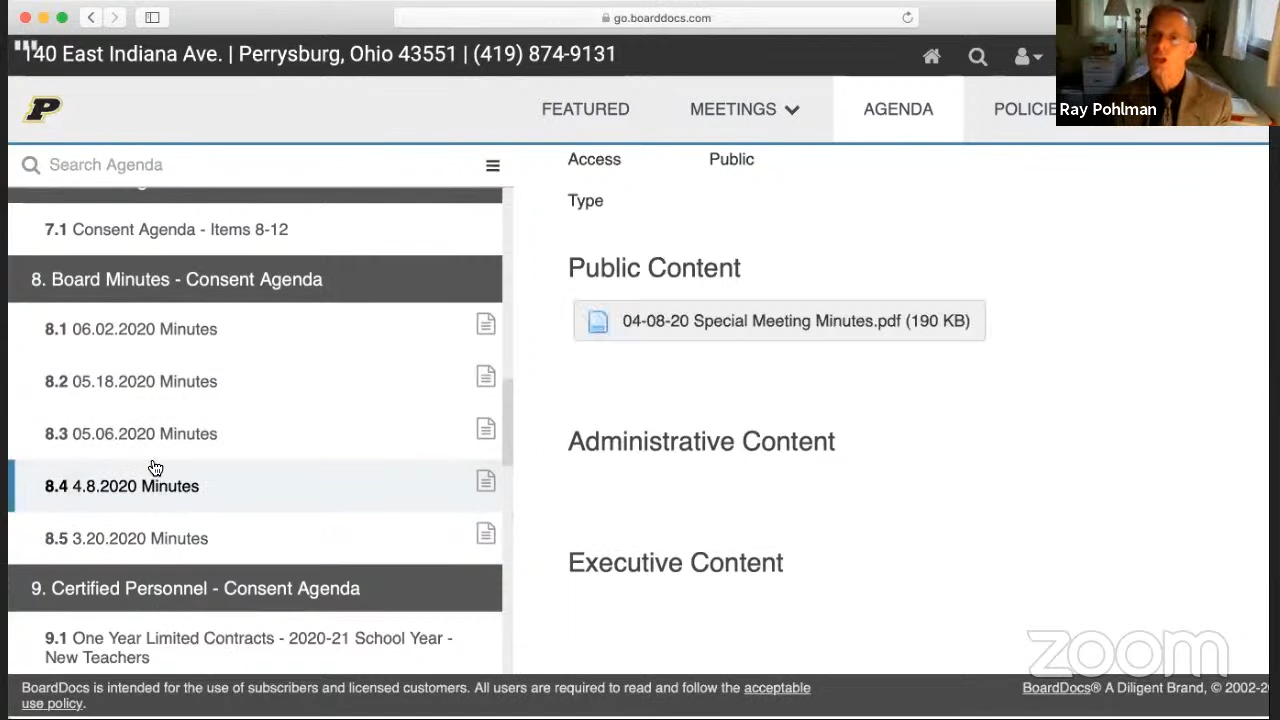 go.boarddocs.com
140 East Indiana Ave. | Perrysburg, Ohio 43551 | (419) 874-9131
Ray Pohlman
P
FEATURED
MEETINGS
AGENDA
POLICIE
Search Agenda
7.1 Consent Agenda - Items 8-12
8. Board Minutes - Consent Agenda
8.1 06.02.2020 Minutes
8.2 05.18.2020 Minutes
8.3 05.06.2020 Minutes
8.4 4.8.2020 Minutes
8.5 3.20.2020 Minutes
9. Certified Personnel - Consent Agenda
9.1 One Year Limited Contracts - 2020-21 School Year -
New Teachers
Access Public
Type
Public Content
04-08-20 Special Meeting Minutes.pdf (190 KB)
Administrative Content
Executive Content
zoom
BoardDocs is intended for the use of subscribers and licensed customers. All users are required to read and follow the acceptable
use policy.
BoardDocs® A Diligent Brand, © 2002-2